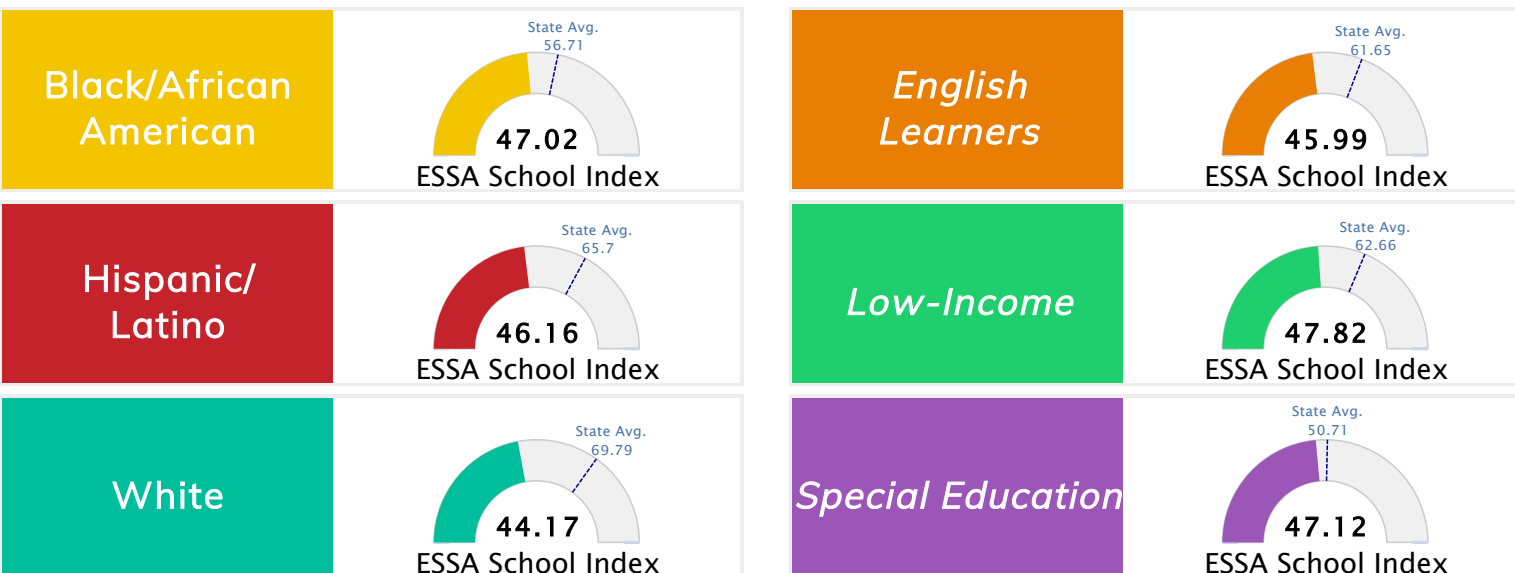 Black/African
American
State Avg.
56.71
47.02
ESSA School Index
English
Learners
State Avg.
61.65
45.99
ESSA School Index
Hispanic/
Latino
State Avg.
65.7
46.16
ESSA School Index
Low-Income
State Avg.
62.66
47.82
ESSA School Index
White
State Avg.
69.79
44.17
ESSA School Index
Special Education
State Avg.
50.71
47.12
ESSA School Index